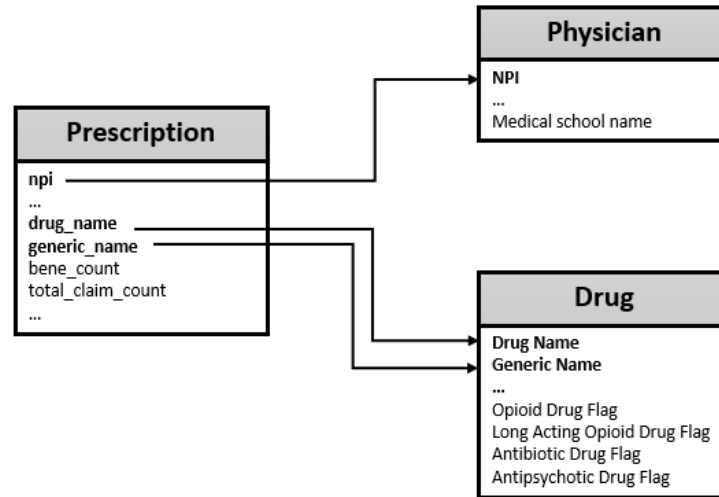 Physician
NPI
...
Medical school name
Prescription
npi
...
drug_name
generic_name
bene_count
total_claim_count
...
Drug
Drug Name
Generic Name
...
Opioid Drug Flag
Long Acting Opioid Drug Flag
Antibiotic Drug Flag
Antipsychotic Drug Flag